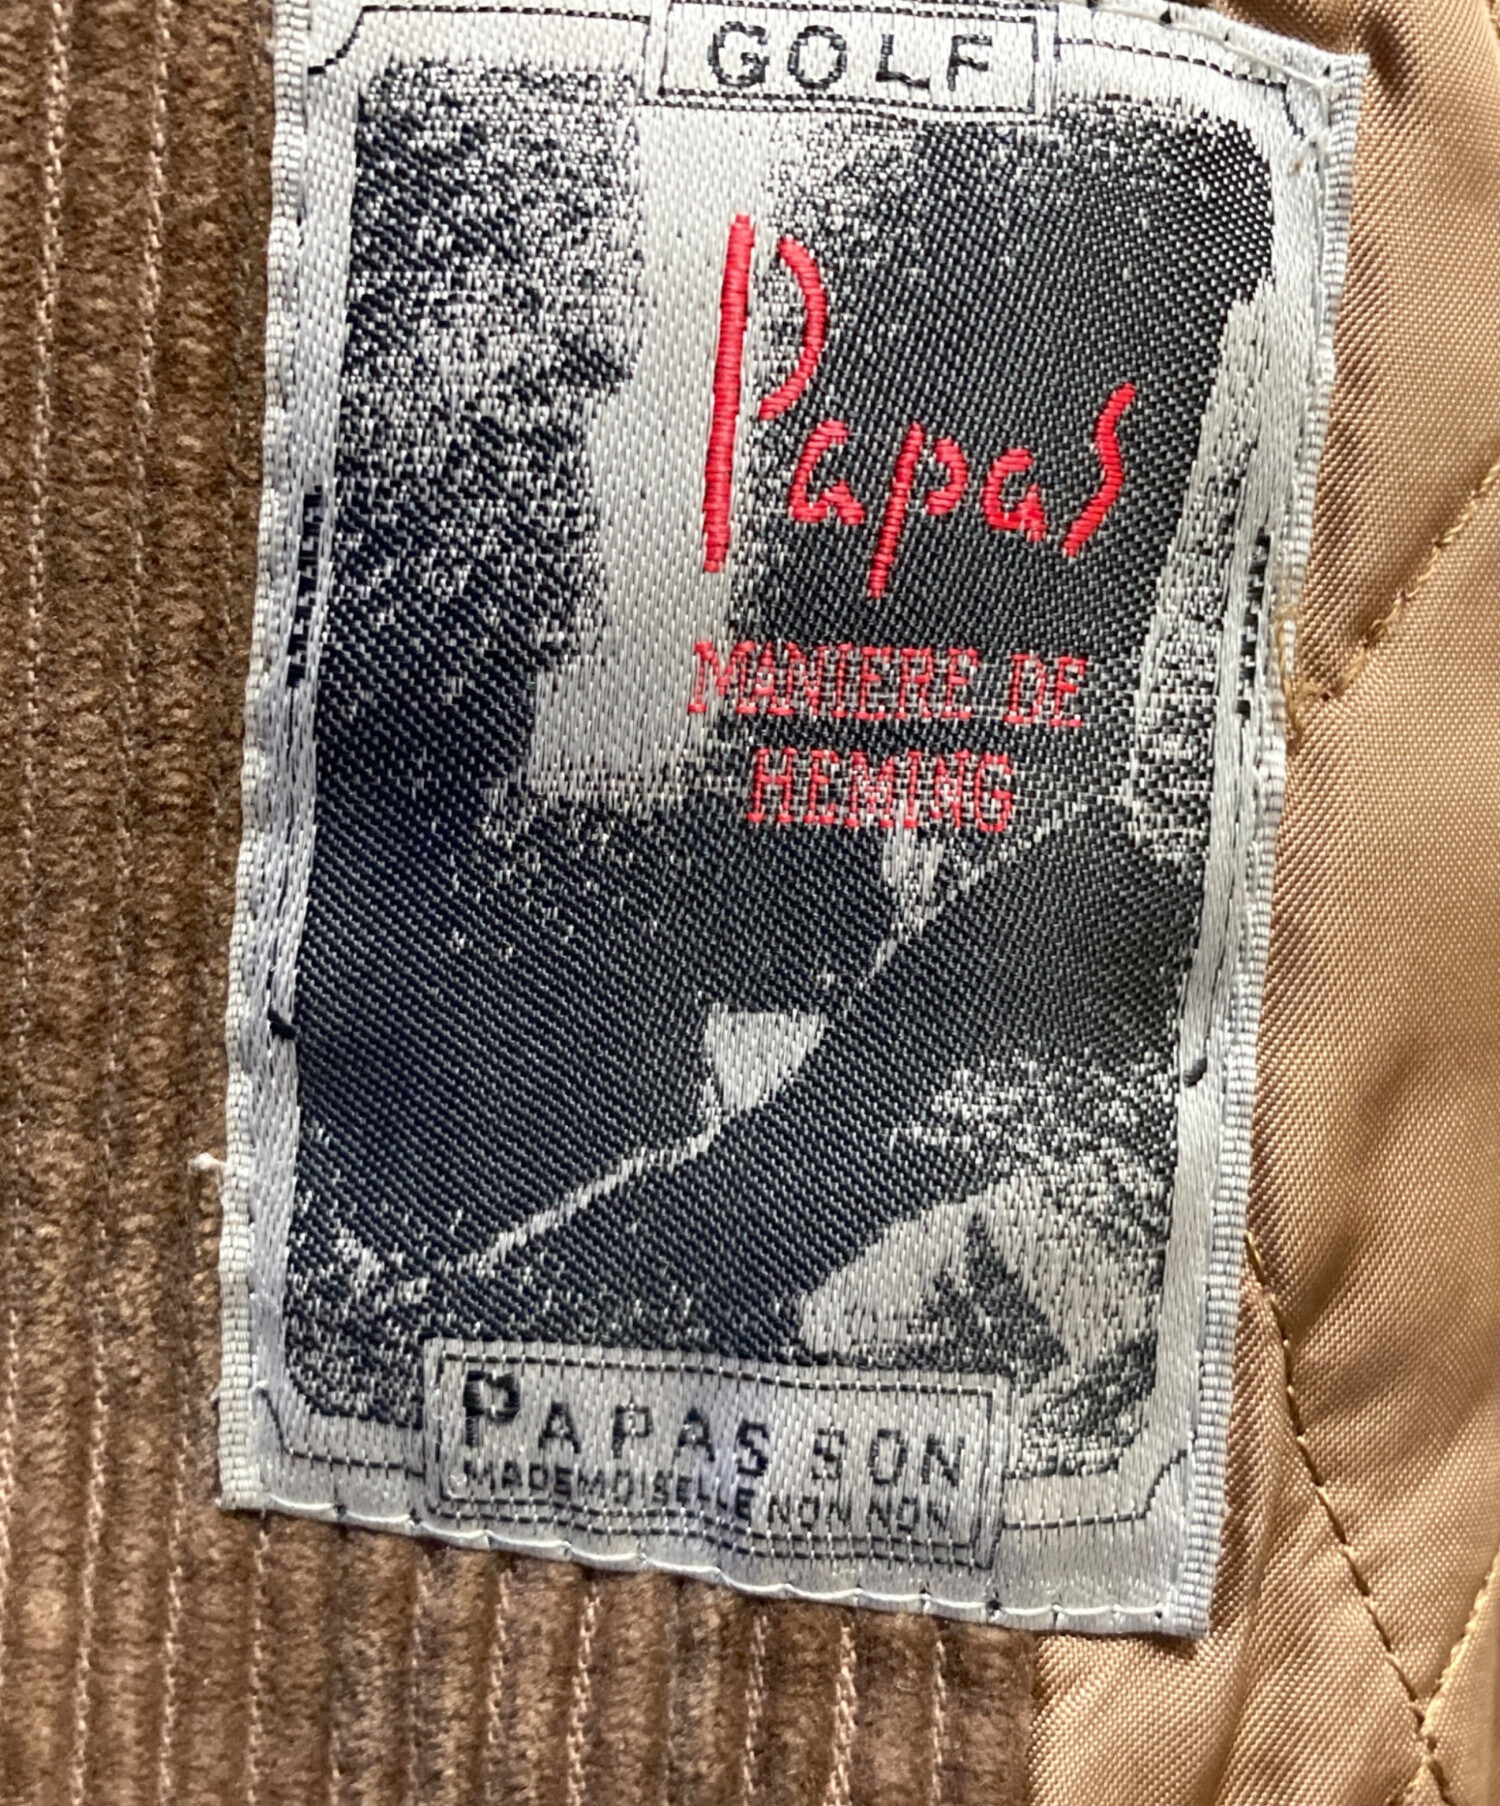 GOLF
Papas
MANIERE DE
HEMING
PAPAS SON
MADEMOISELLE NON NON